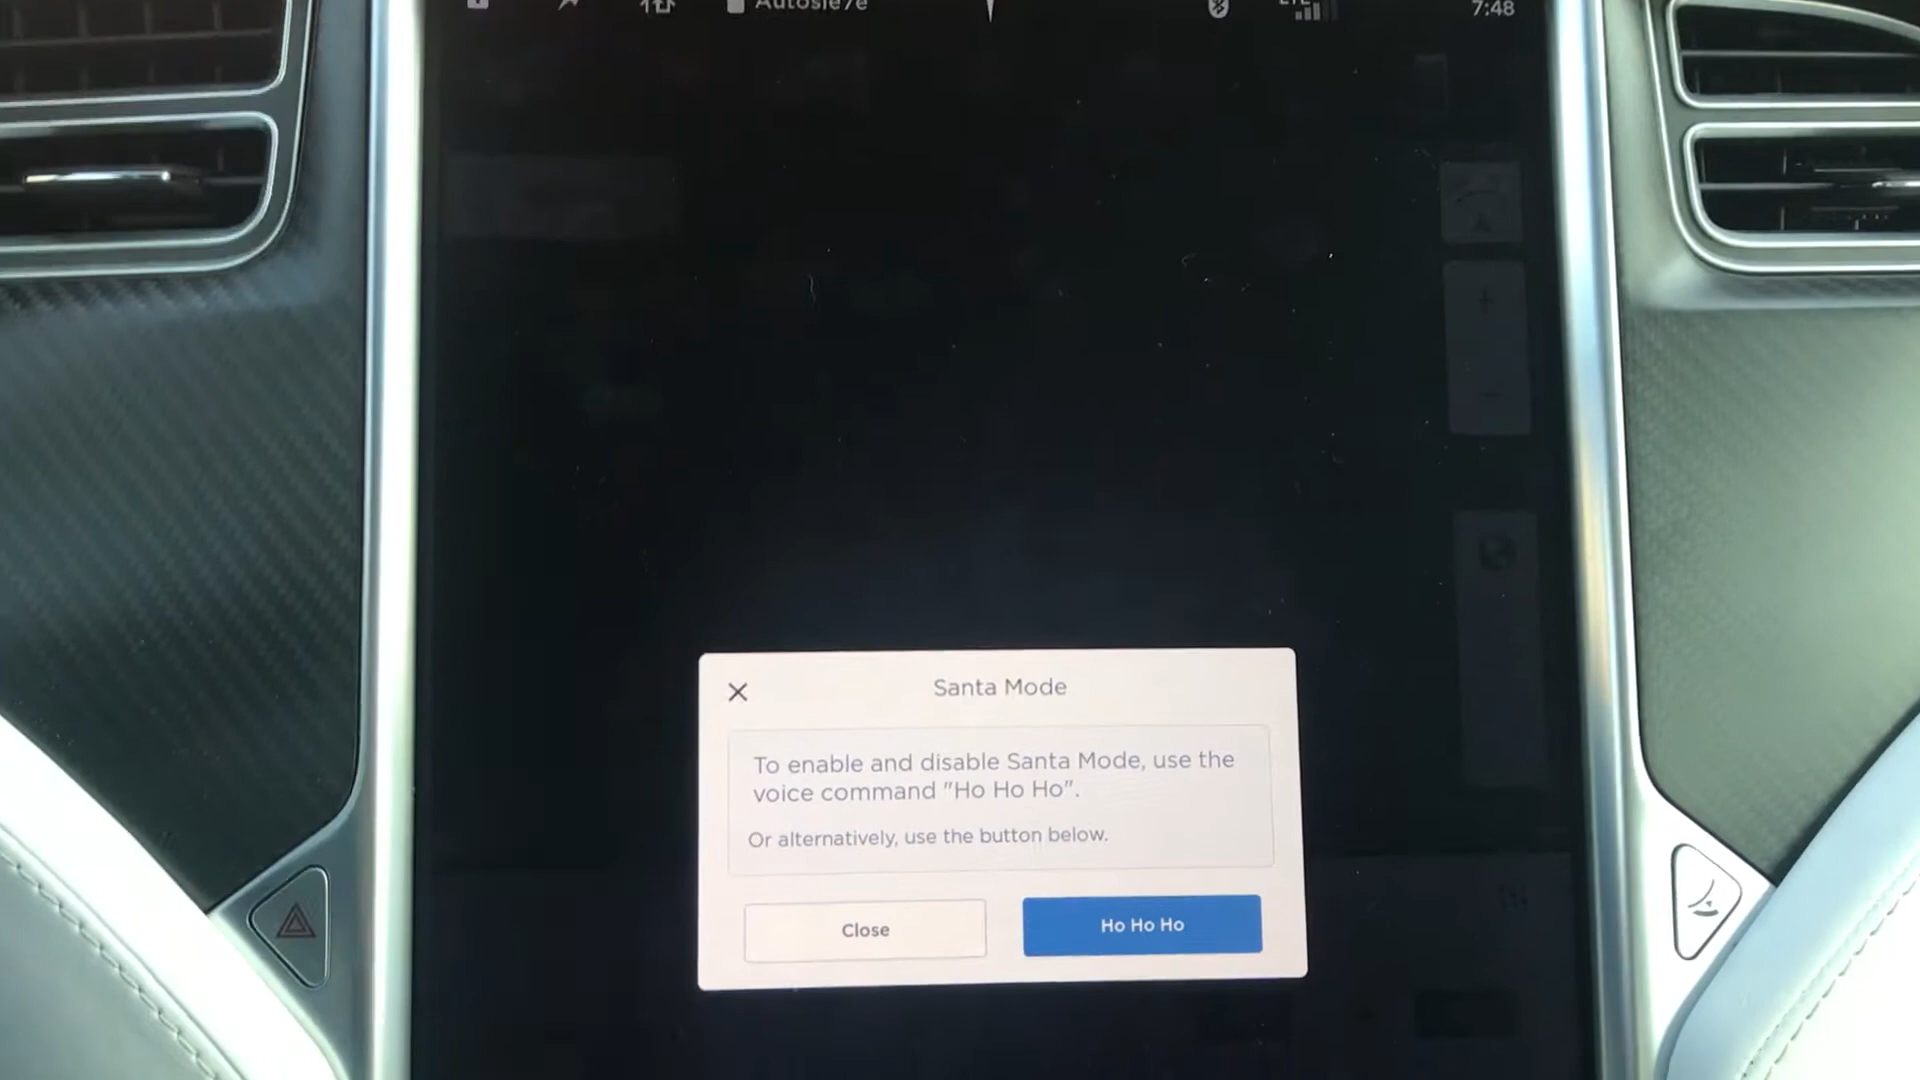 7:48
Santa Mode
To enable and disable Santa Mode, use the
voice command "Ho Ho Ho".
Or alternatively, use the button below.
Close
Ho Ho Ho